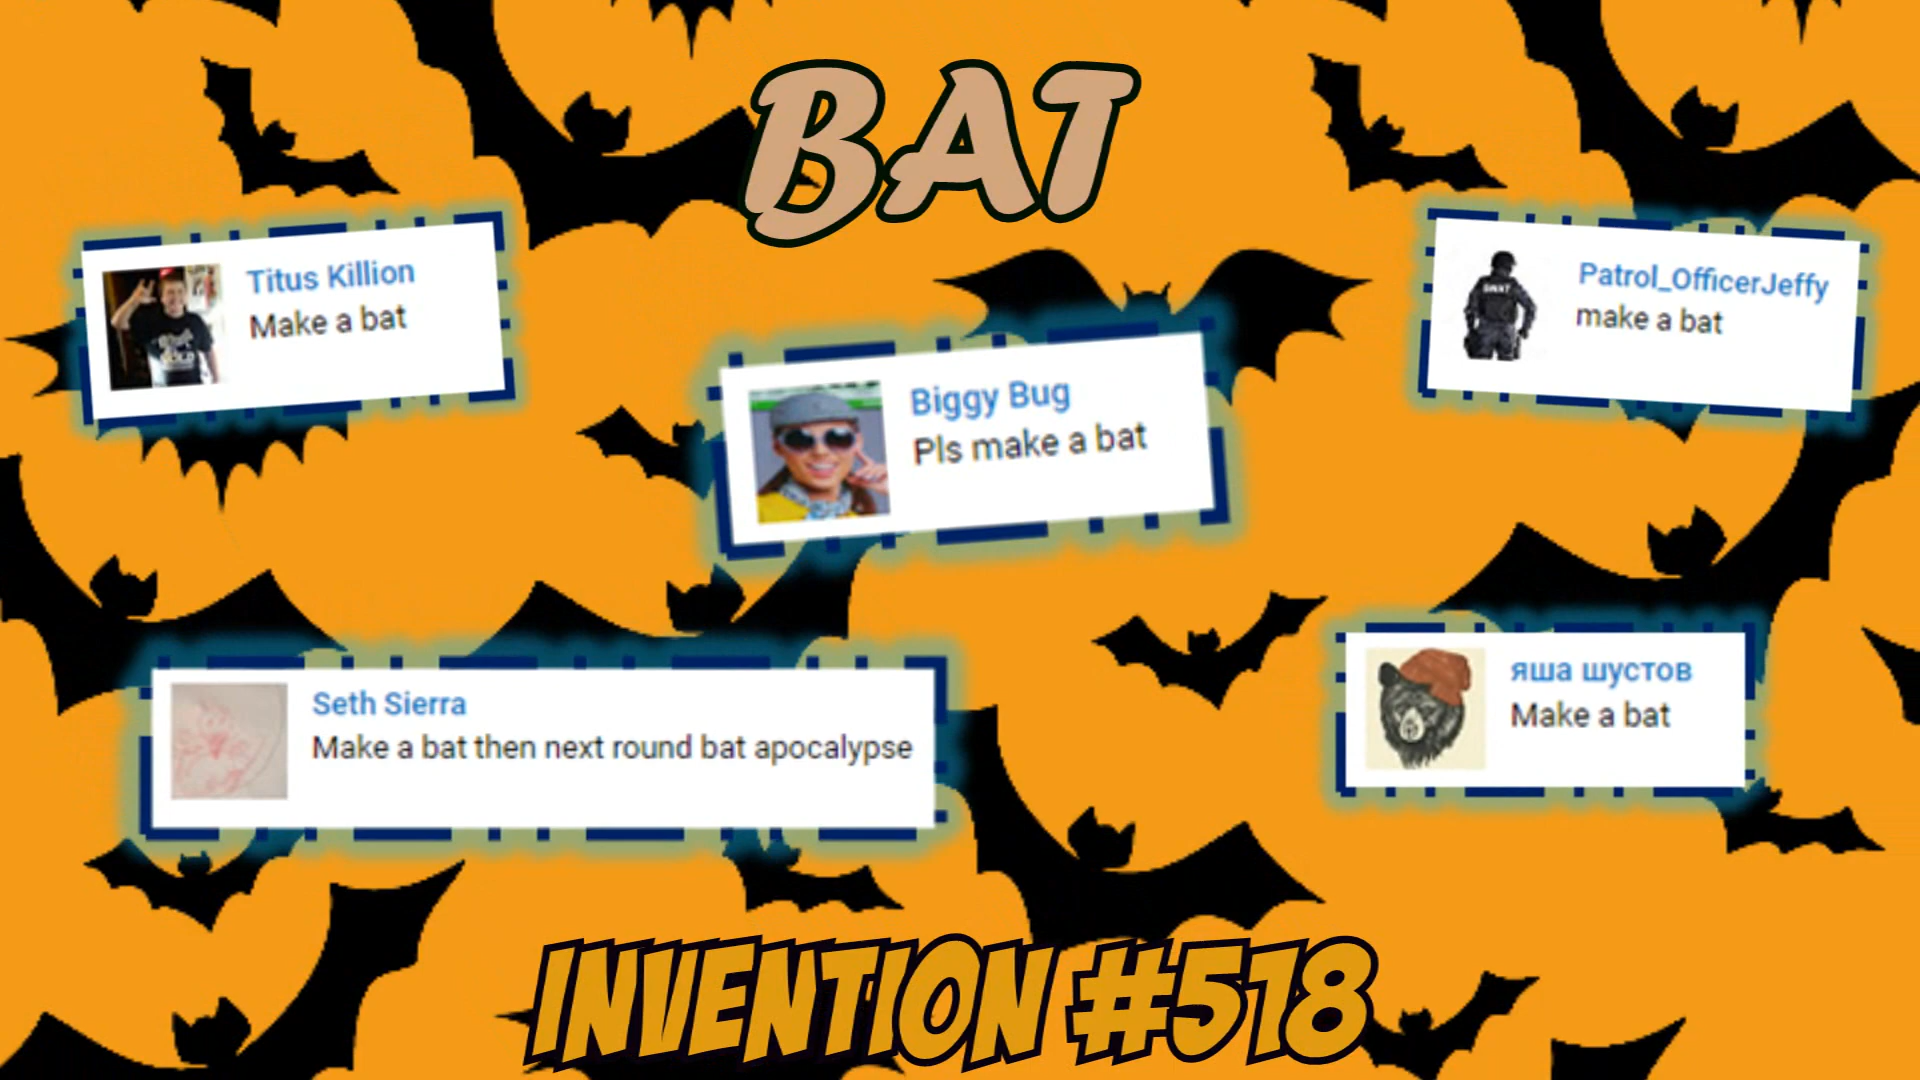 BAT
Titus Killion
Make a bat
Biggy Bug
Pls make a bat
Patrol_OfficerJeffy
make a bat
SWAT
Seth Sierra
Make a bat then next round bat apocalypse
яша шустов
Make a bat
INVENTION #518